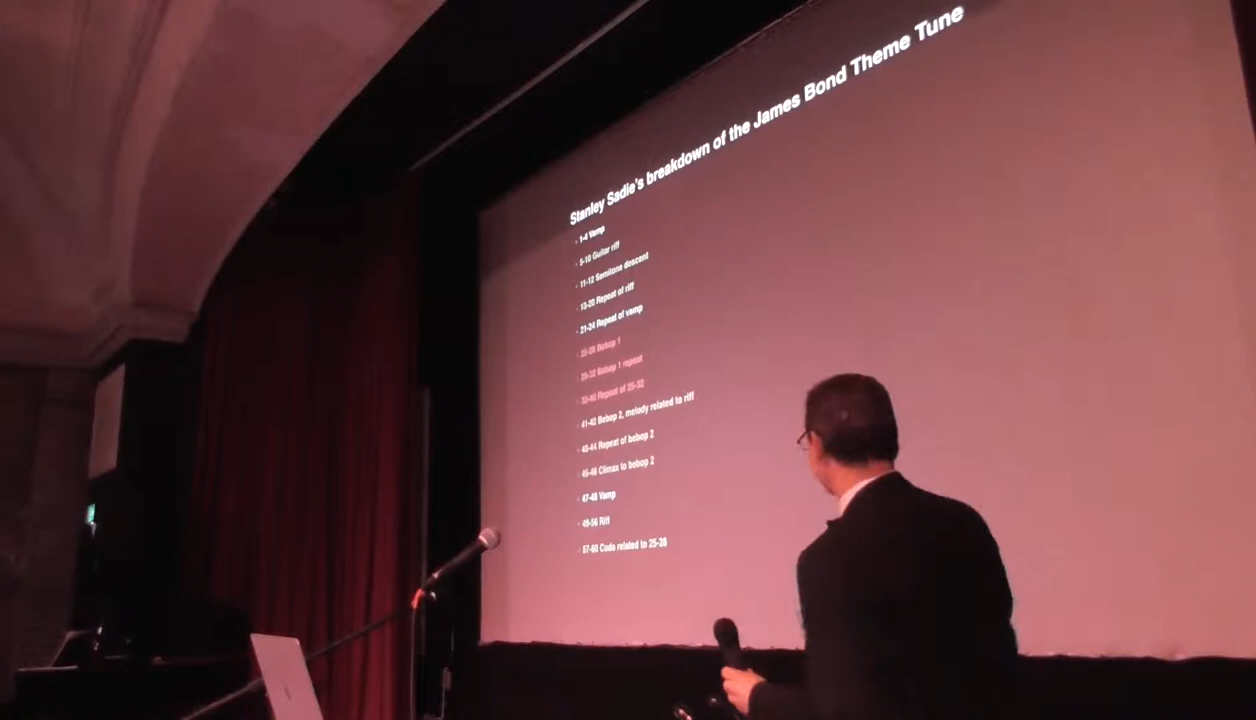 Stanley Sadie's breakdown of the James Bond Theme Tune
1-4 Vamp
5-10 Guitar riff
11-12 Semitone descent
13-20 Repeat of riff
21-24 Repeat of vamp
25-28 Bebop 1
29-32 Bebop 1 repeat
33-40 Repeat of 25-32
41-42 Bebop 2, melody related to riff
43-44 Repeat of bebop 2
45-46 Climax to bebop 2
47-48 Vamp
49-56 Riff
57-60 Coda related to 25-28